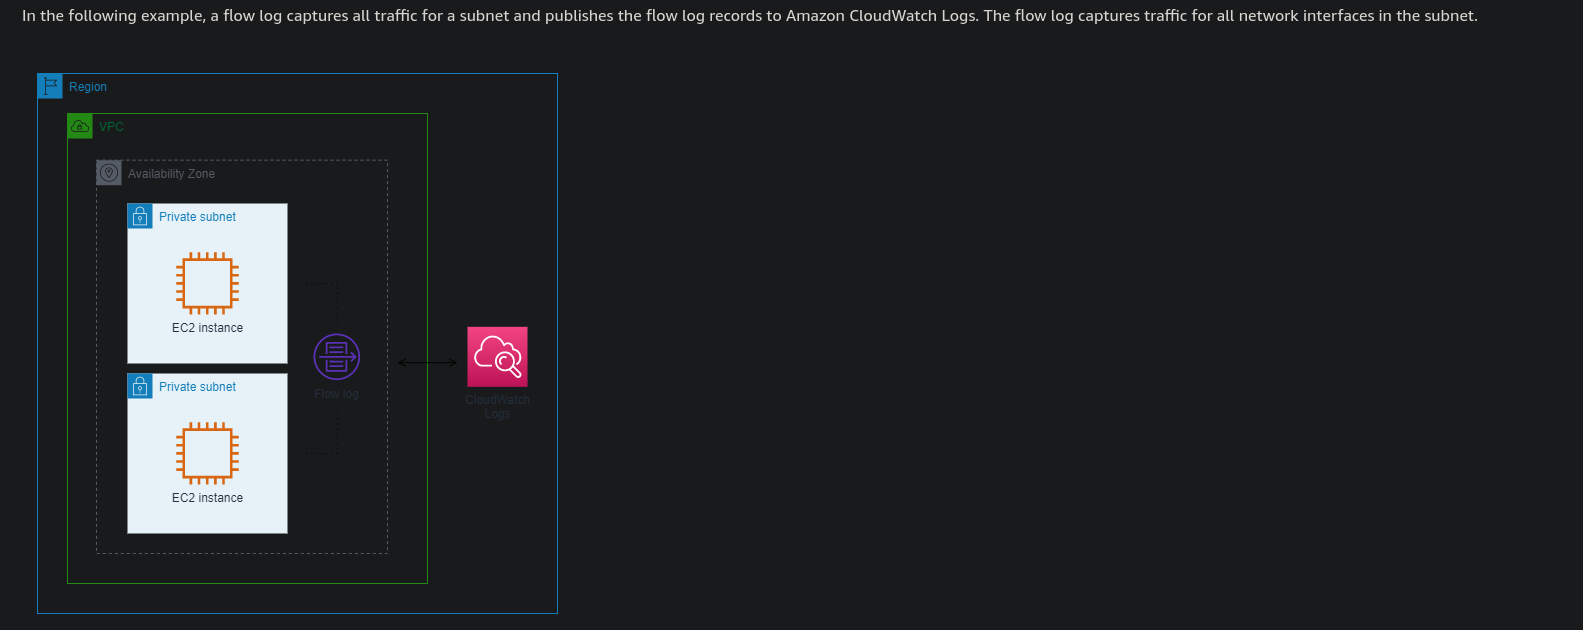 In the following example, a flow log captures all traffic for a subnet and publishes the flow log records to Amazon CloudWatch Logs. The flow log captures traffic for all network interfaces in the subnet.
Region
VPC
Availability Zone
Private subnet
EC2 instance
Flow log
CloudWatch
Logs
Private subnet
EC2 instance